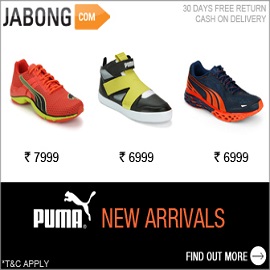 JABONG.COM
30 DAYS FREE RETURN
CASH ON DELIVERY
₹ 7999
₹ 6999
₹ 6999
PUMA NEW ARRIVALS
*T&C APPLY
FIND OUT MORE